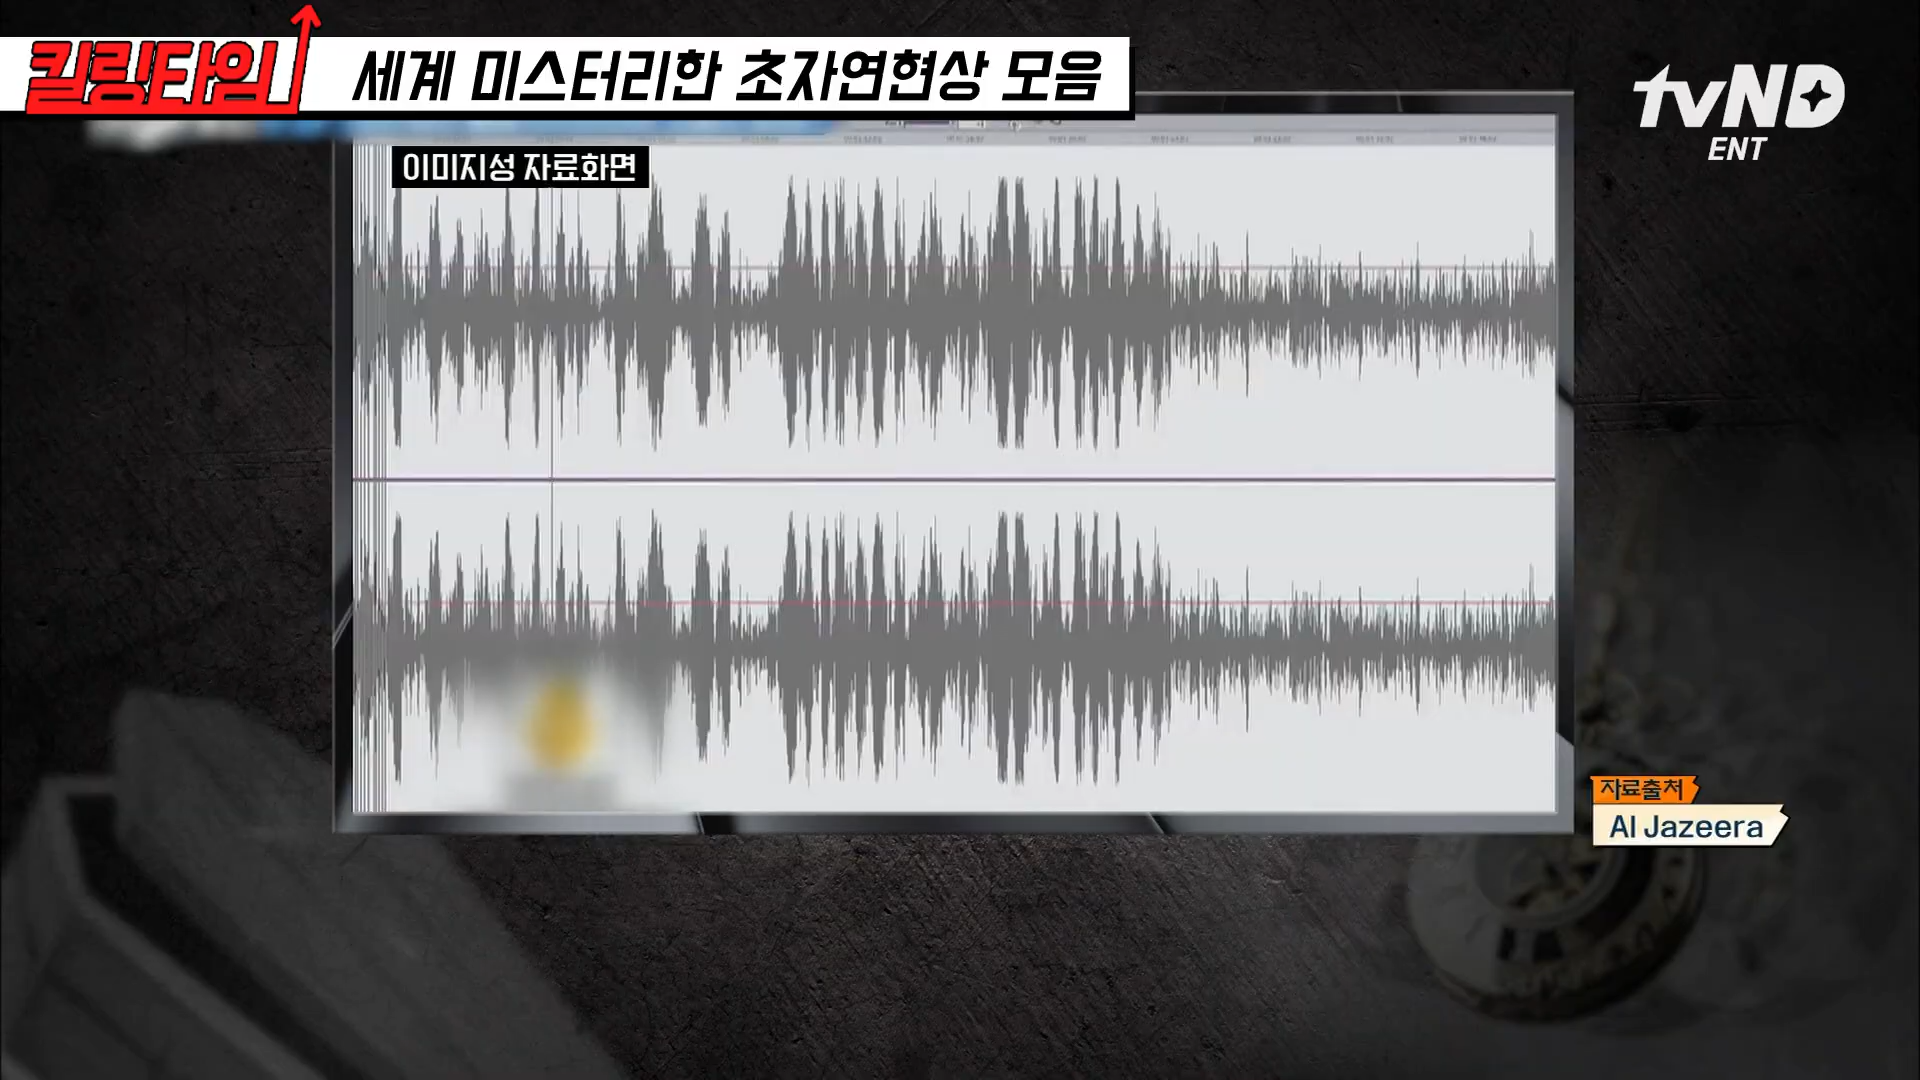 킬링타임
세계 미스터리한 초자연현상 모음
tvND
ENT
이미지성 자료화면
자료출처
Al Jazeera